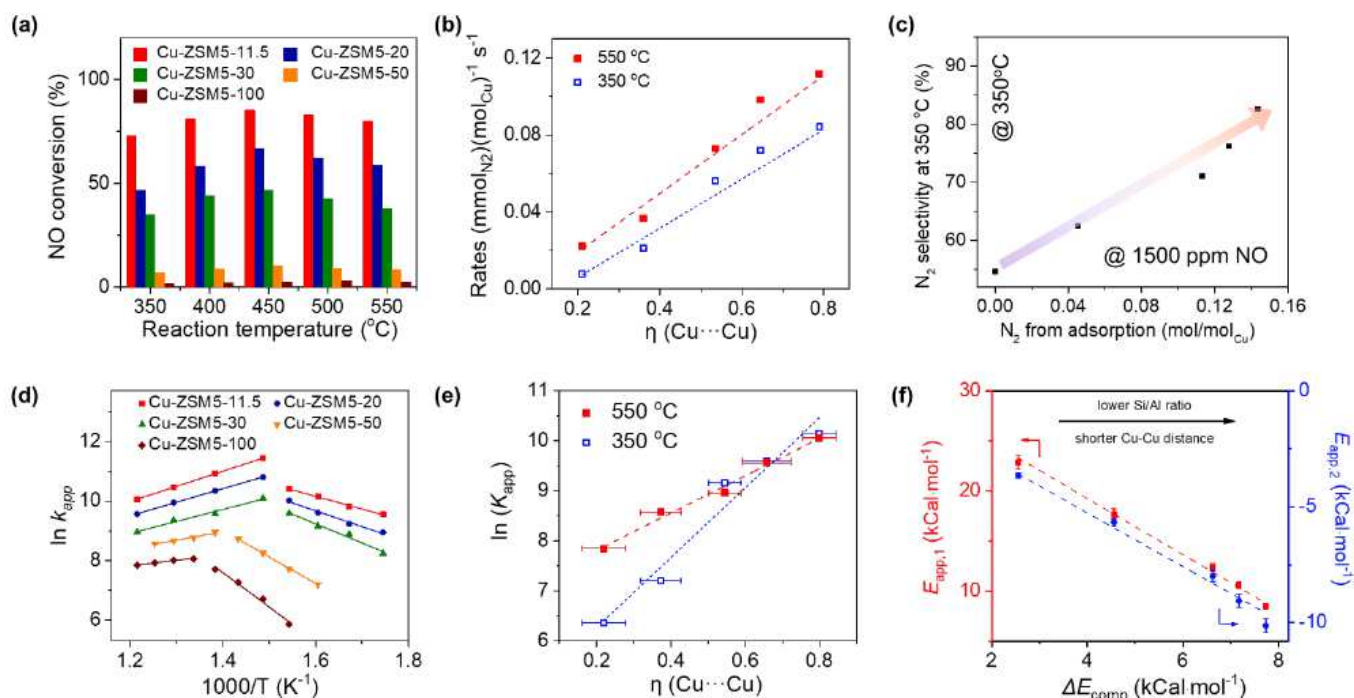 (a)
Cu-ZSM5-11.5
Cu-ZSM5-20
Cu-ZSM5-30
Cu-ZSM5-50
Cu-ZSM5-100
NO conversion (%)
100
50
0
350 400 450 500 550
Reaction temperature (°C)
(b)
550 °C
350 °C
Rates (mmol_N2)(mol_Cu)⁻¹ s⁻¹
0.12
0.08
0.04
0.00
0.2 0.4 0.6 0.8
η (Cu···Cu)
(c)
N₂ selectivity at 350 °C (%)
@ 350°C
90
80
70
60
@ 1500 ppm NO
0.00 0.04 0.08 0.12 0.16
N₂ from adsorption (mol/mol_Cu)
(d)
Cu-ZSM5-11.5
Cu-ZSM5-20
Cu-ZSM5-30
Cu-ZSM5-50
Cu-ZSM5-100
ln k_app
12
10
8
6
1.2 1.4 1.6 1.8
1000/T (K⁻¹)
(e)
550 °C
350 °C
ln (K_app)
11
10
9
8
7
6
0.2 0.4 0.6 0.8
η (Cu···Cu)
(f)
lower Si/Al ratio
shorter Cu-Cu distance
E_app,1 (kCal·mol⁻¹)
30
20
10
E_app,2 (kCal·mol⁻¹)
0
-5
-10
2 4 6 8
ΔE_comp (kCal·mol⁻¹)